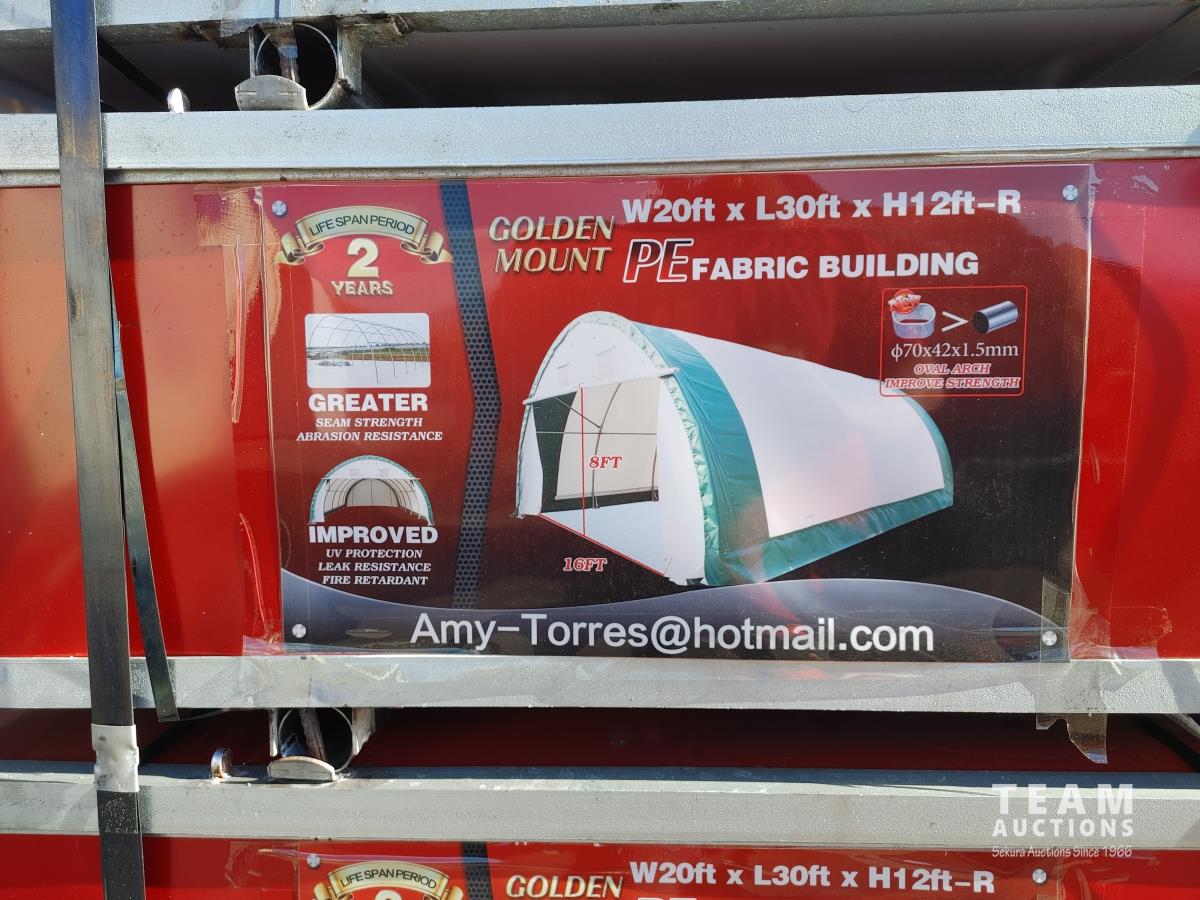 LIFE SPAN PERIOD
2
YEARS
GOLDEN
MOUNT
W20ft x L30ft x H12ft-R
PE FABRIC BUILDING
φ70x42x1.5mm
OVAL ARCH
IMPROVE STRENGTH
GREATER
SEAM STRENGTH
ABRASION RESISTANCE
8FT
16FT
IMPROVED
UV PROTECTION
LEAK RESISTANCE
FIRE RETARDANT
Amy-Torres@hotmail.com
TEAM
AUCTIONS
Sekura Auctions Since 1966
LIFE SPAN PERIOD
GOLDEN
W20ft x L30ft x H12ft-R